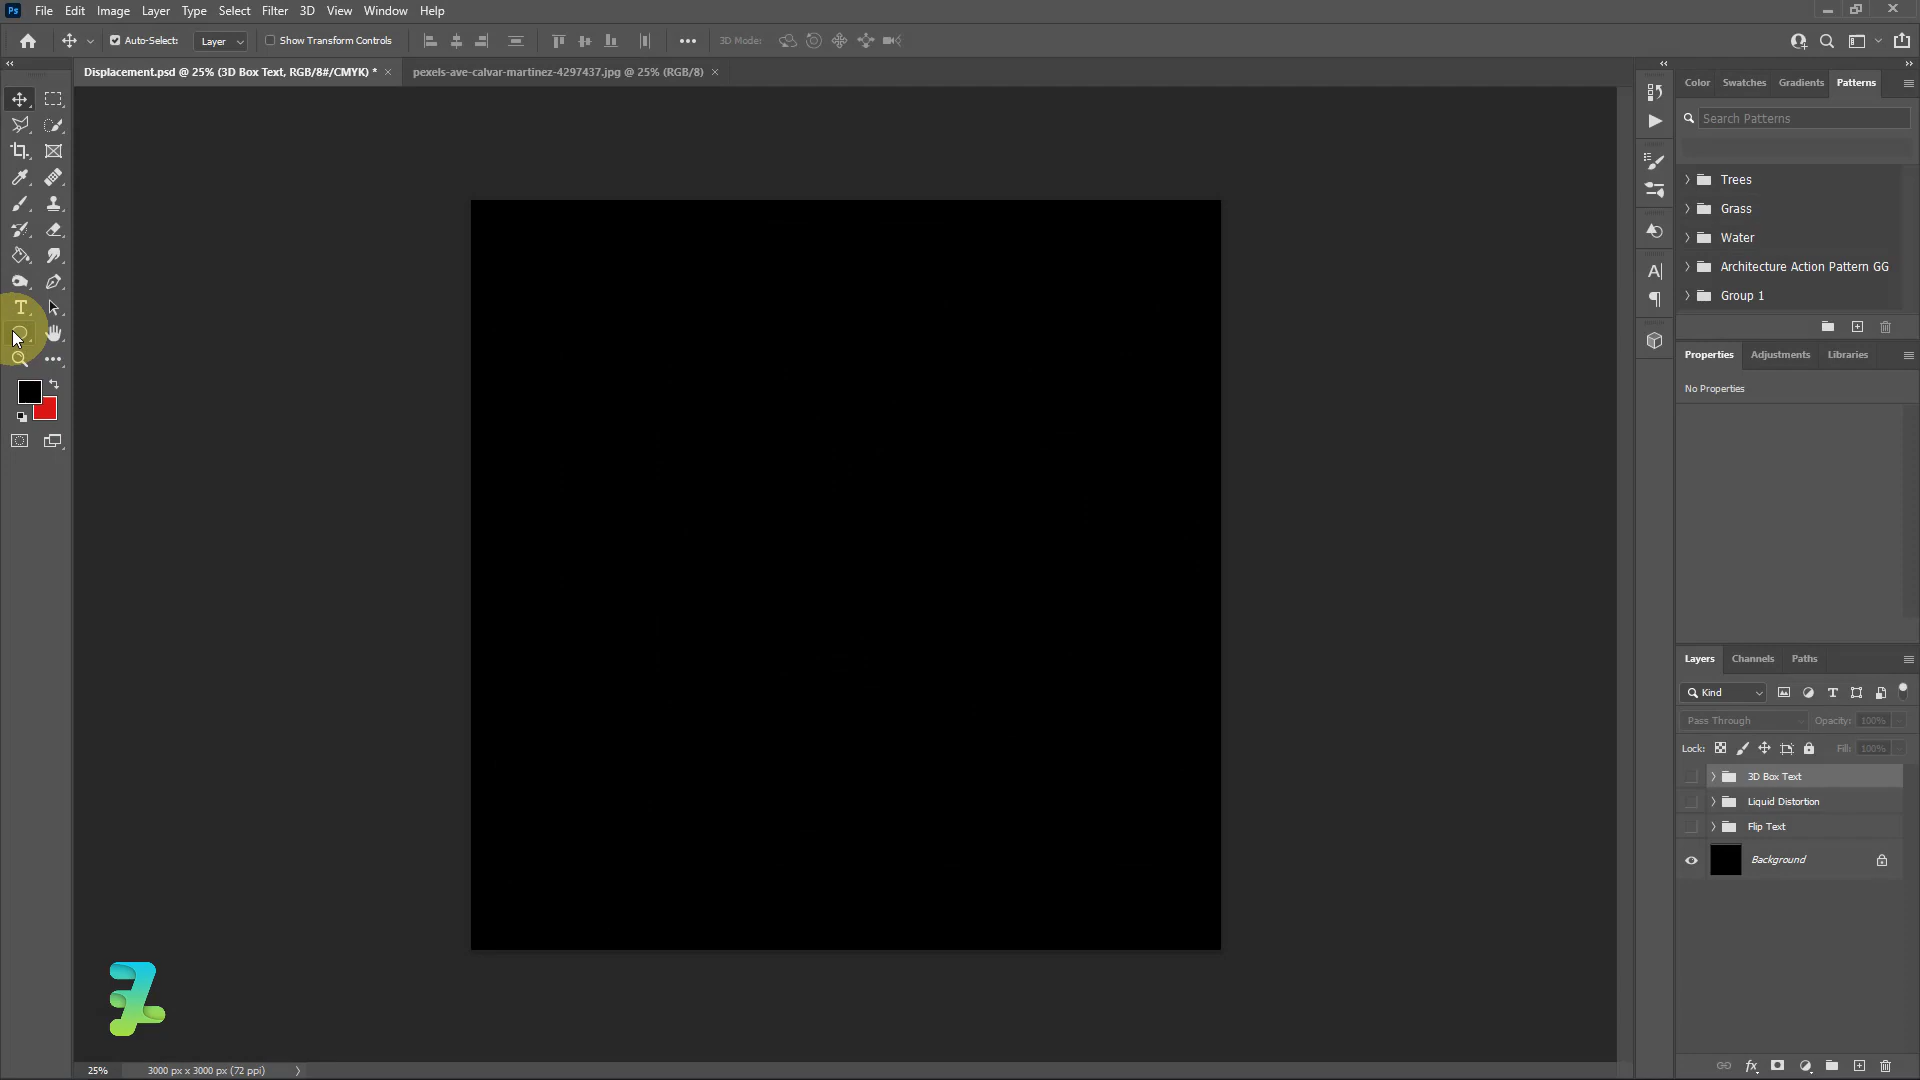 Ps File Edit Image Layer Type Select Filter 3D View Window Help
Auto-Select: Layer Show Transform Controls 3D Mode:
Displacement.psd @ 25% (3D Box Text, RGB/8#/CMYK) * × pexels-ave-calvar-martinez-4297437.jpg @ 25% (RGB/8) ×
Color Swatches Gradients Patterns
Search Patterns
Trees
Grass
Water
Architecture Action Pattern GG
Group 1
Properties Adjustments Libraries
No Properties
Layers Channels Paths
Kind
Pass Through Opacity: 100%
Lock: Fill: 100%
3D Box Text
Liquid Distortion
Flip Text
Background
25% 3000 px x 3000 px (72 ppi)